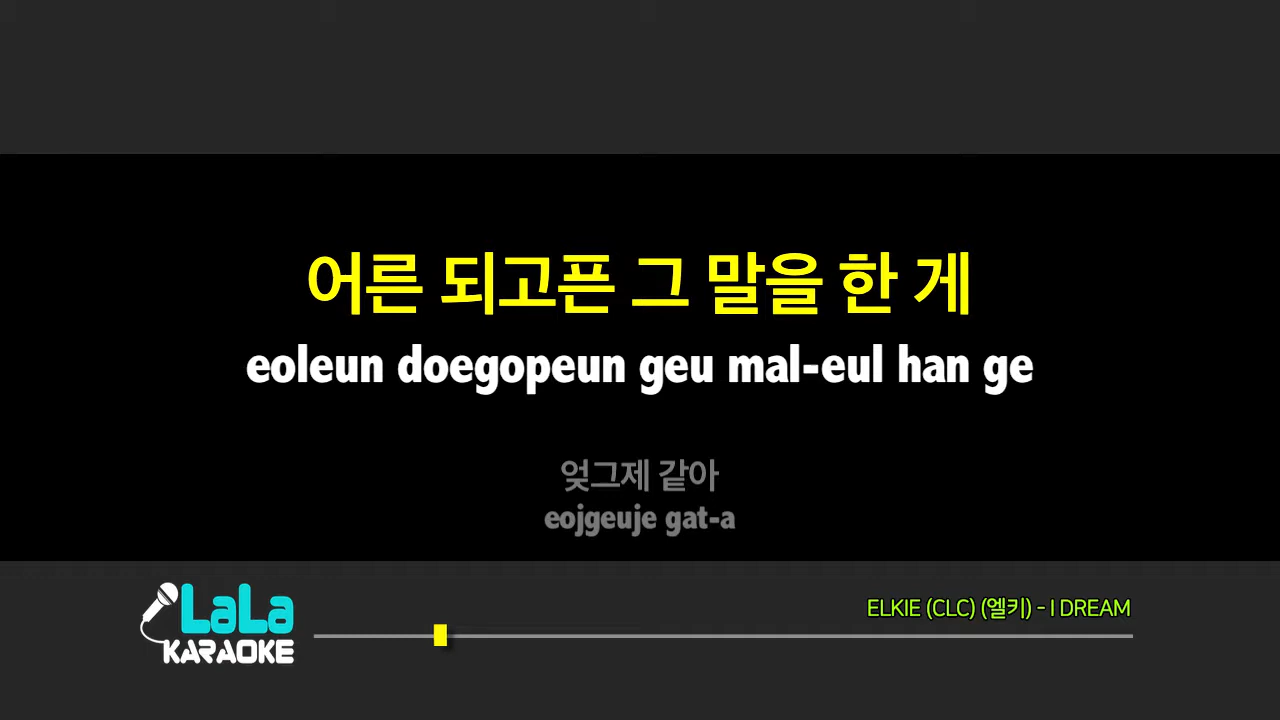 어른 되고픈 그 말을 한 게
eoleun doegopeun geu mal-eul han ge
엊그제 같아
eojgeuje gat-a
LaLa
KARAOKE
ELKIE (CLC) (엘키) - I DREAM